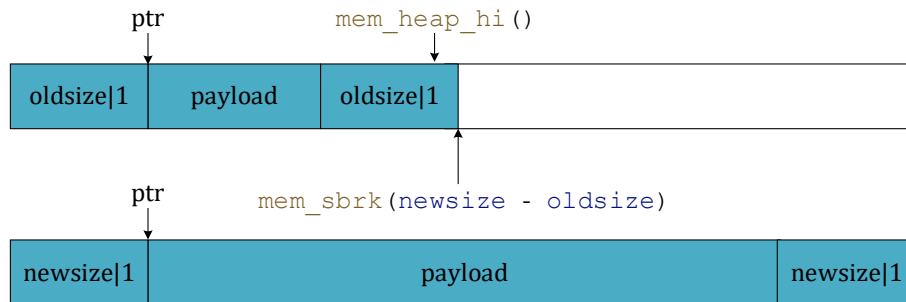 ptr mem_heap_hi()
oldsize|1 payload oldsize|1
ptr
mem_sbrk(newsize - oldsize)
newsize|1 payload newsize|1